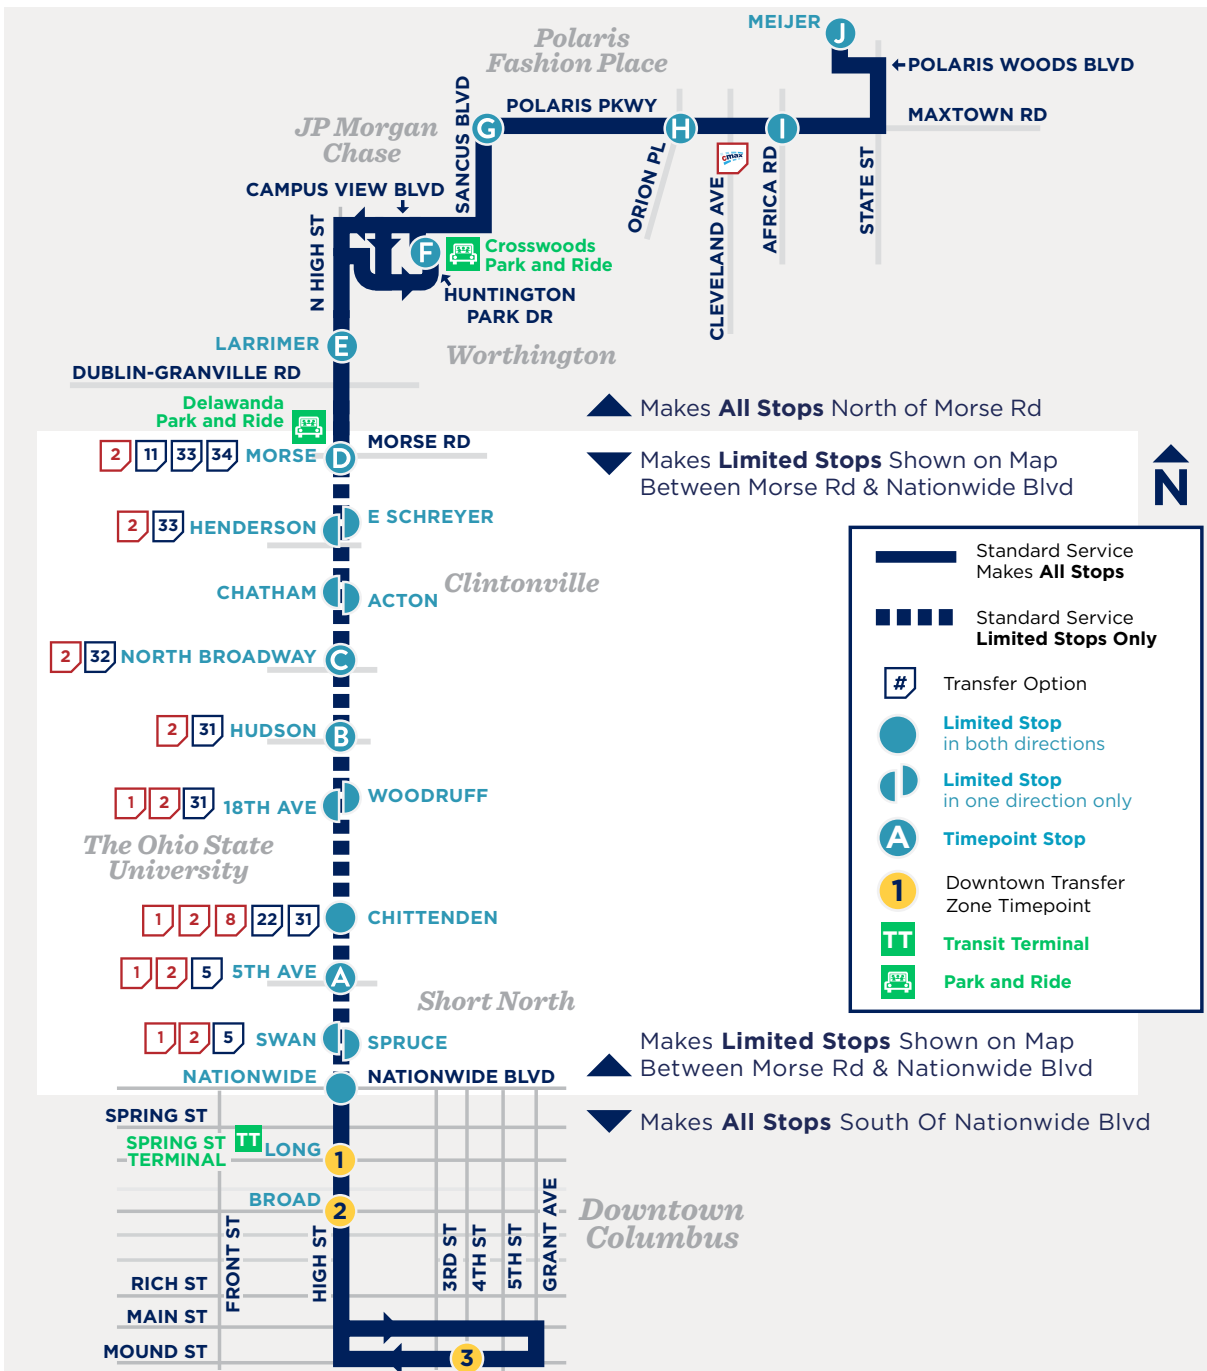 MEIJER
J
Polaris
Fashion Place
POLARIS WOODS BLVD
SANCUS BLVD
POLARIS PKWY
MAXTOWN RD
JP Morgan
Chase
G
H
I
ORION PL
CLEVELAND AVE
cmax
AFRICA RD
STATE ST
CAMPUS VIEW BLVD
N HIGH ST
F
Crosswoods
Park and Ride
HUNTINGTON
PARK DR
LARRIMER
E
Worthington
DUBLIN-GRANVILLE RD
Delawanda
Park and Ride
Makes All Stops North of Morse Rd
MORSE RD
2 11 33 34 MORSE
D
Makes Limited Stops Shown on Map
Between Morse Rd & Nationwide Blvd
N
2 33 HENDERSON
E SCHREYER
Clintonville
CHATHAM
ACTON
2 32 NORTH BROADWAY
C
2 31 HUDSON
B
1 2 31 18TH AVE
WOODRUFF
The Ohio State
University
1 2 8 22 31
CHITTENDEN
1 2 5 5TH AVE
A
Short North
1 2 5 SWAN
SPRUCE
Makes Limited Stops Shown on Map
Between Morse Rd & Nationwide Blvd
NATIONWIDE
NATIONWIDE BLVD
Makes All Stops South Of Nationwide Blvd
Standard Service
Makes All Stops
Standard Service
Limited Stops Only
# Transfer Option
Limited Stop
in both directions
Limited Stop
in one direction only
A Timepoint Stop
1 Downtown Transfer
Zone Timepoint
TT Transit Terminal
Park and Ride
SPRING ST
SPRING ST
TERMINAL
TT
LONG
1
BROAD
2
Downtown
Columbus
FRONT ST
HIGH ST
3RD ST
4TH ST
5TH ST
GRANT AVE
RICH ST
MAIN ST
MOUND ST
3